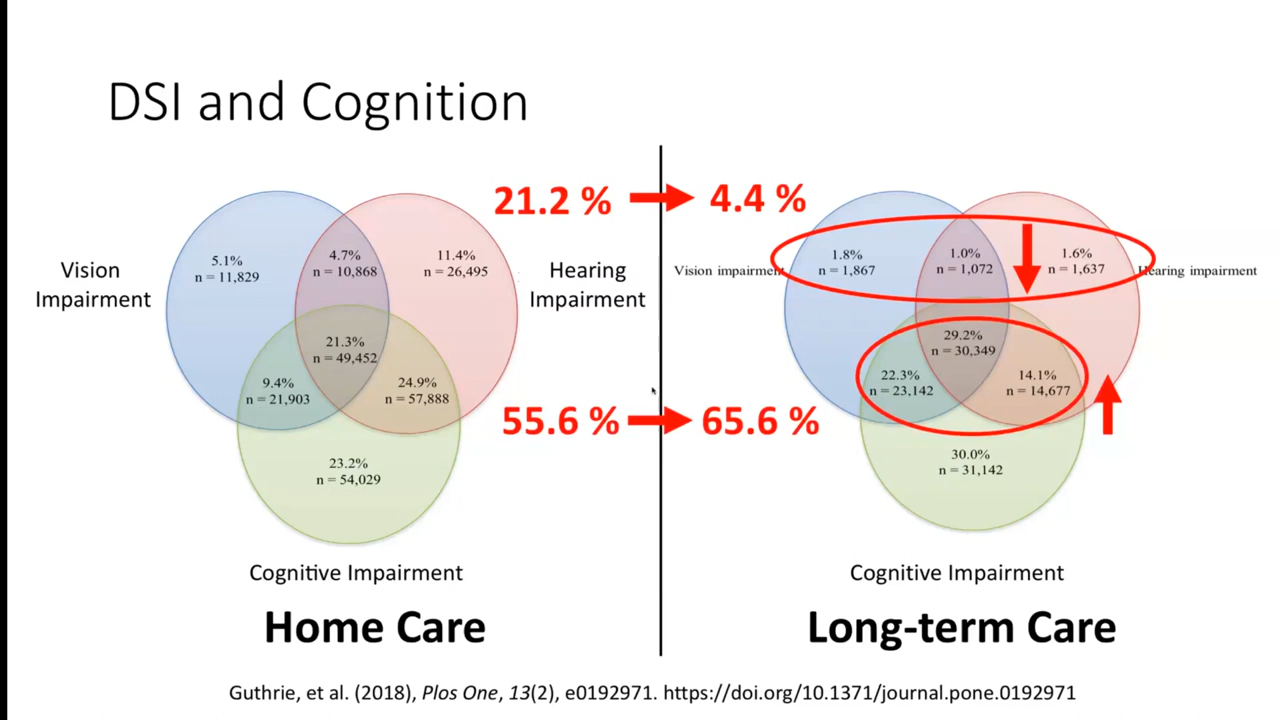 DSI and Cognition
21.2 %
4.4 %
5.1%
n = 11,829
4.7%
n = 10,868
11.4%
n = 26,495
Vision
Impairment
Hearing
Impairment
21.3%
n = 49,452
9.4%
n = 21,903
24.9%
n = 57,888
23.2%
n = 54,029
55.6 %
65.6 %
Cognitive Impairment
Home Care
Vision impairment
1.8%
n = 1,867
1.0%
n = 1,072
1.6%
n = 1,637
Hearing impairment
29.2%
n = 30,349
22.3%
n = 23,142
14.1%
n = 14,677
30.0%
n = 31,142
Cognitive Impairment
Long-term Care
Guthrie, et al. (2018), Plos One, 13(2), e0192971. https://doi.org/10.1371/journal.pone.0192971